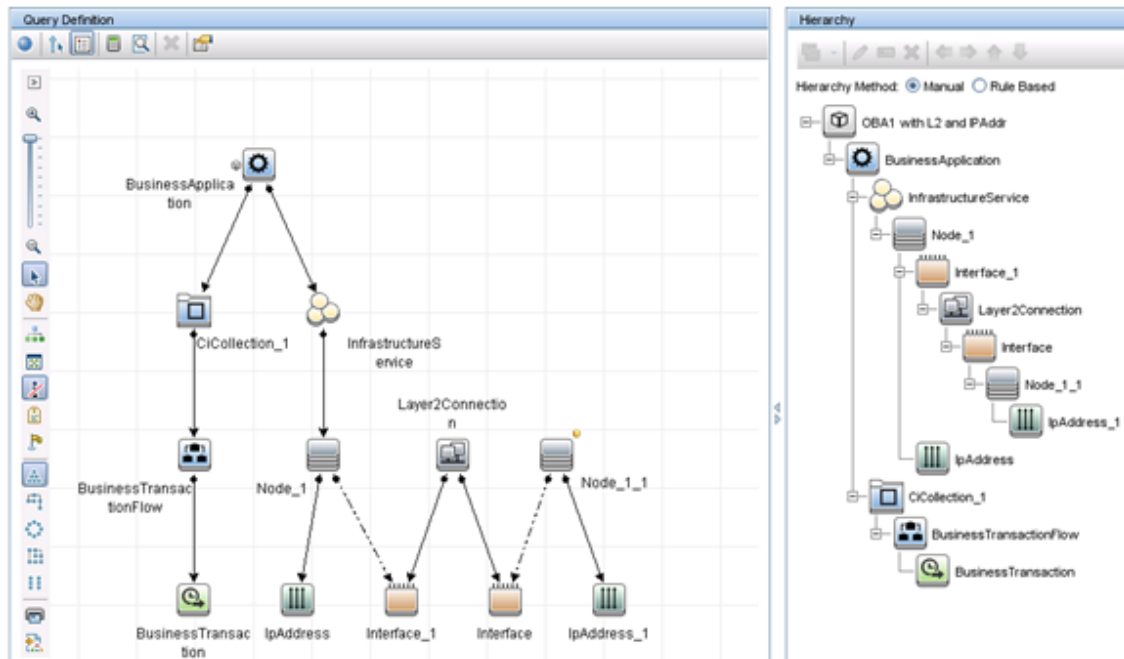 Query Definition
BusinessApplica
tion
CiCollection_1
InfrastructureS
ervice
Layer2Connectio
n
BusinessTransac
tionFlow
Node_1
Node_1_1
BusinessTransac
tion
IpAddress
Interface_1
Interface
IpAddress_1
Hierarchy
Hierarchy Method: Manual Rule Based
OBA1 with L2 and IPAddr
BusinessApplication
InfrastructureService
Node_1
Interface_1
Layer2Connection
Interface
Node_1_1
IpAddress_1
IpAddress
CiCollection_1
BusinessTransactionFlow
BusinessTransaction